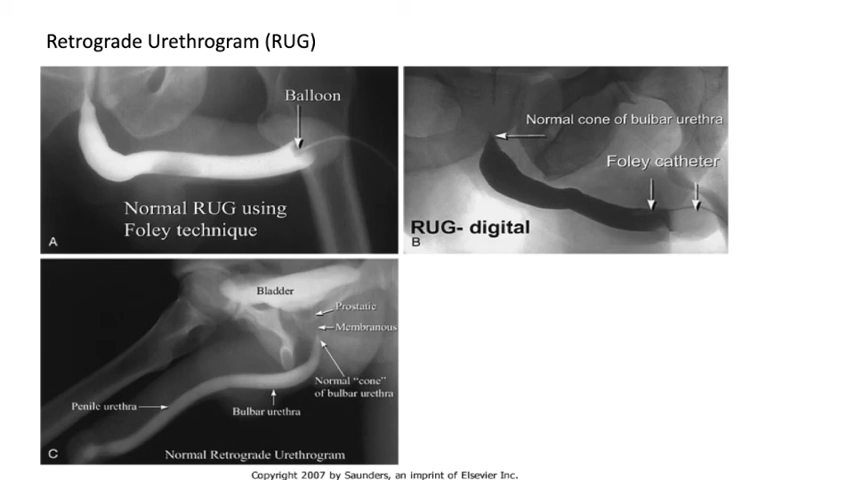 Retrograde Urethrogram (RUG)
Balloon
Normal RUG using
Foley technique
A
Normal cone of bulbar urethra
Foley catheter
RUG- digital
B
Bladder
Prostatic
Membranous
Normal "cone"
of bulbar urethra
Penile urethra
Bulbar urethra
C
Normal Retrograde Urethrogram
Copyright 2007 by Saunders, an imprint of Elsevier Inc.